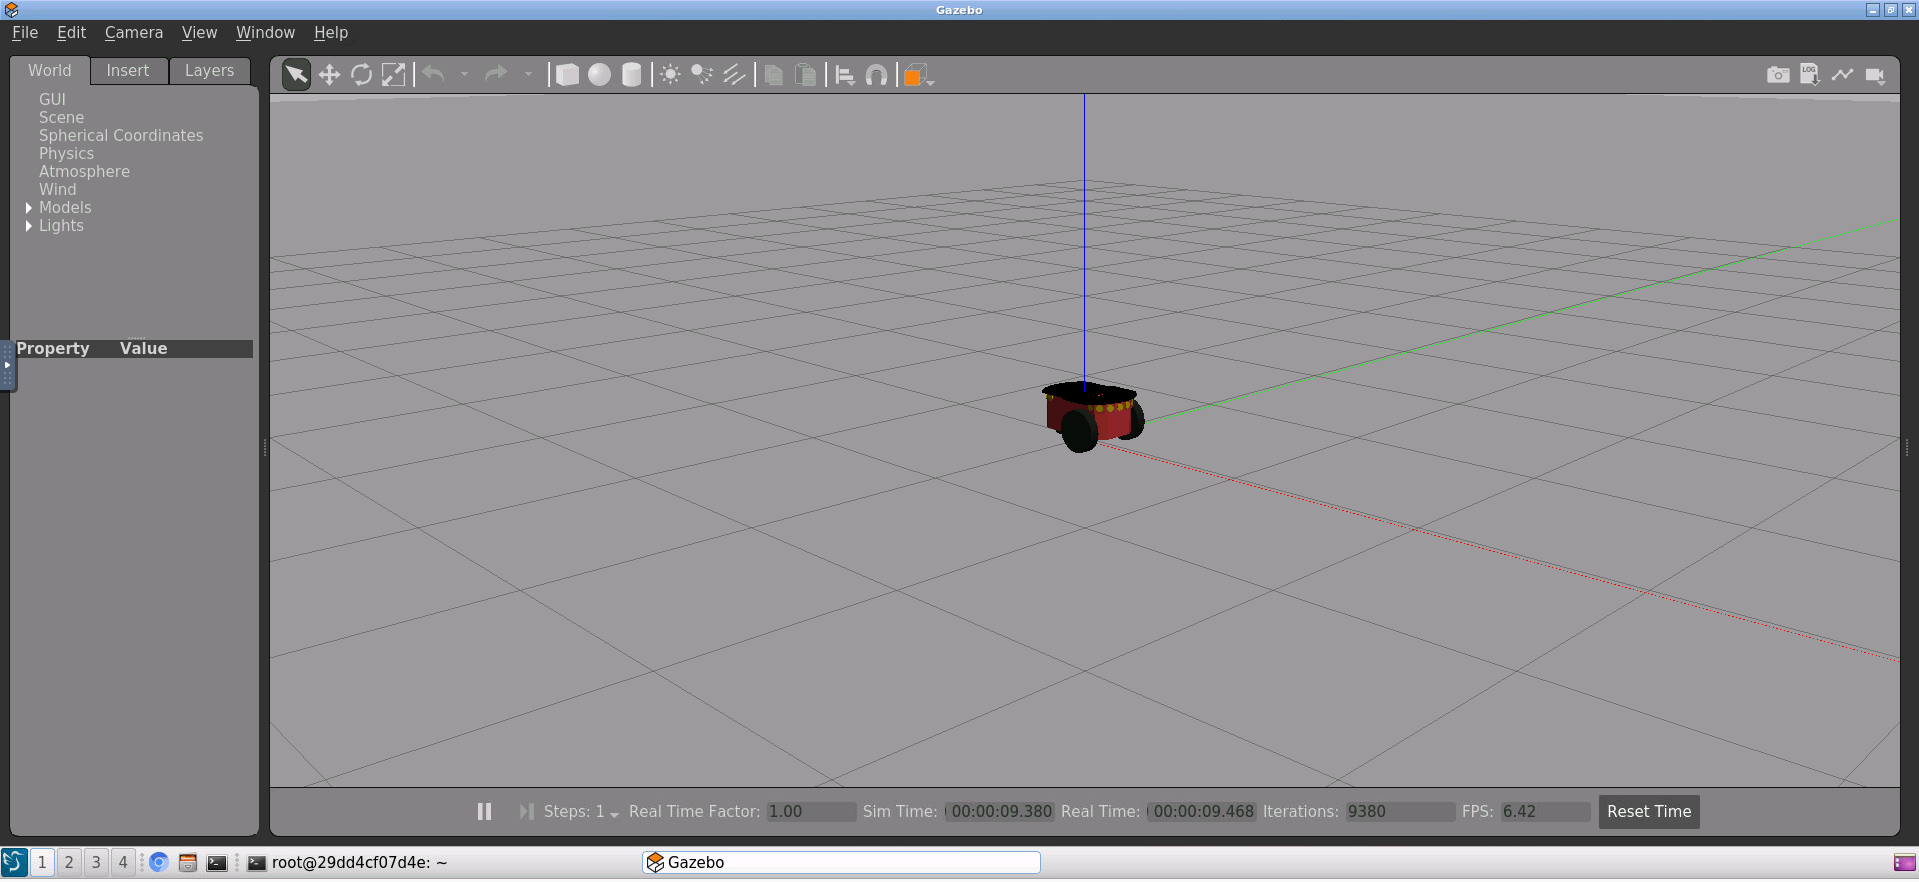 Gazebo
File Edit Camera View Window Help
World Insert Layers
LOG
GUI
Scene
Spherical Coordinates
Physics
Atmosphere
Wind
Models
Lights
Property Value
Steps: 1 Real Time Factor: 1.00 Sim Time: 00:00:09.380 Real Time: 00:00:09.468 Iterations: 9380 FPS: 6.42 Reset Time
1 2 3 4 root@29dd4cf07d4e: ~ Gazebo